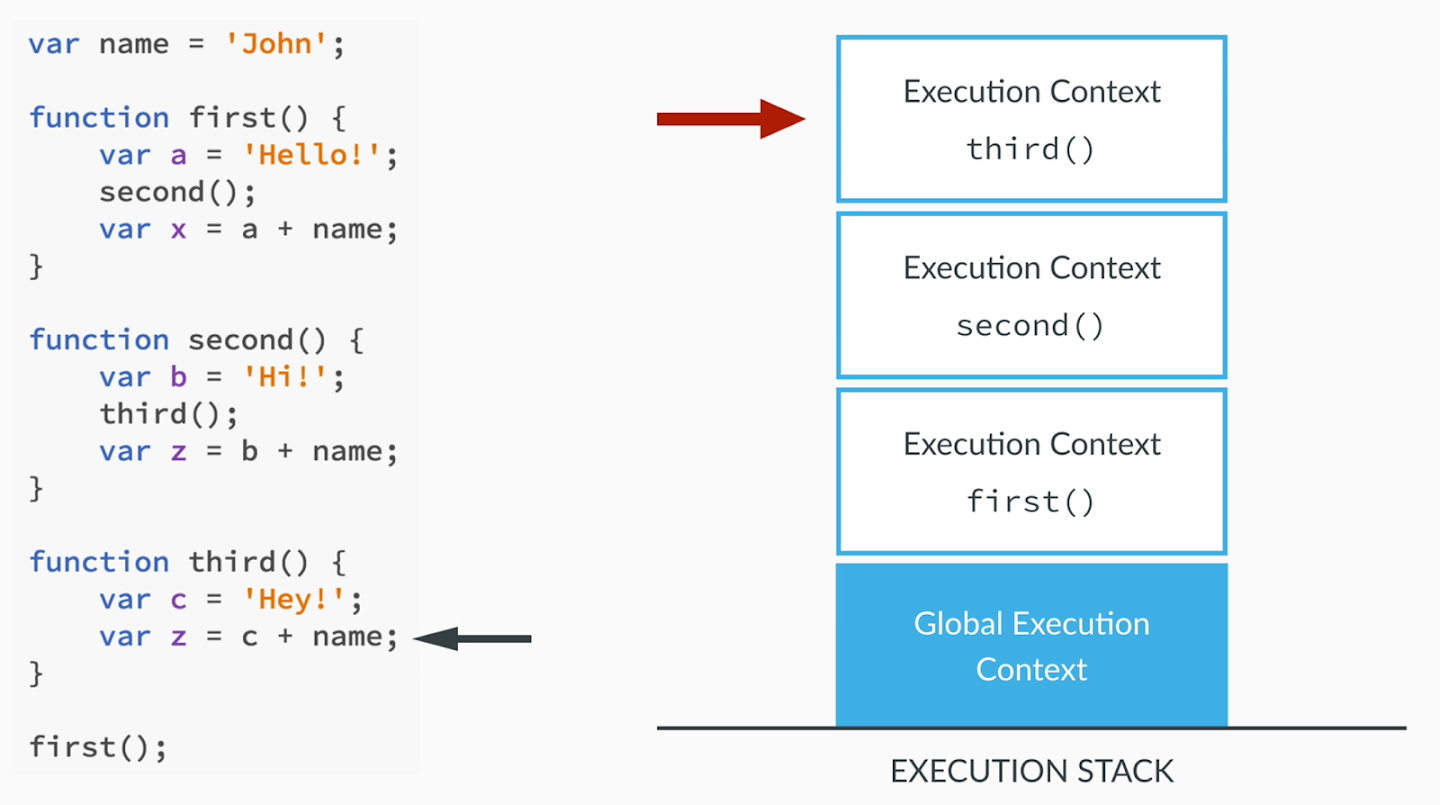 var name = 'John';
function first() {
    var a = 'Hello!';
    second();
    var x = a + name;
}
function second() {
    var b = 'Hi!';
    third();
    var z = b + name;
}
function third() {
    var c = 'Hey!';
    var z = c + name;
}
first();
Execution Context
third()
Execution Context
second()
Execution Context
first()
Global Execution
Context
EXECUTION STACK